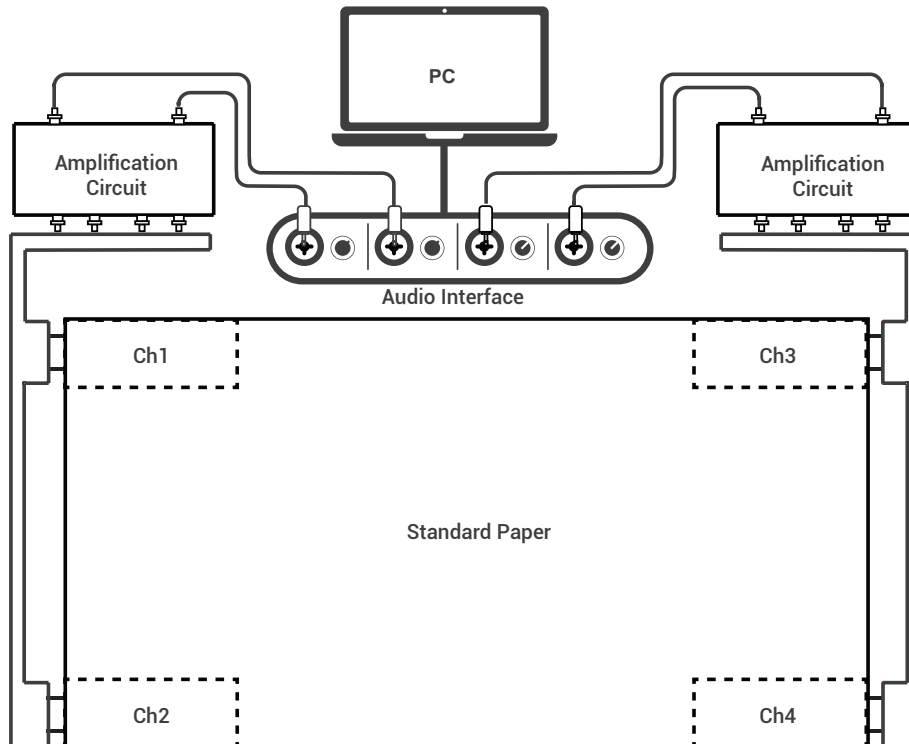 PC
Amplification
Circuit
Amplification
Circuit
Audio Interface
Ch1
Ch3
Standard Paper
Ch2
Ch4